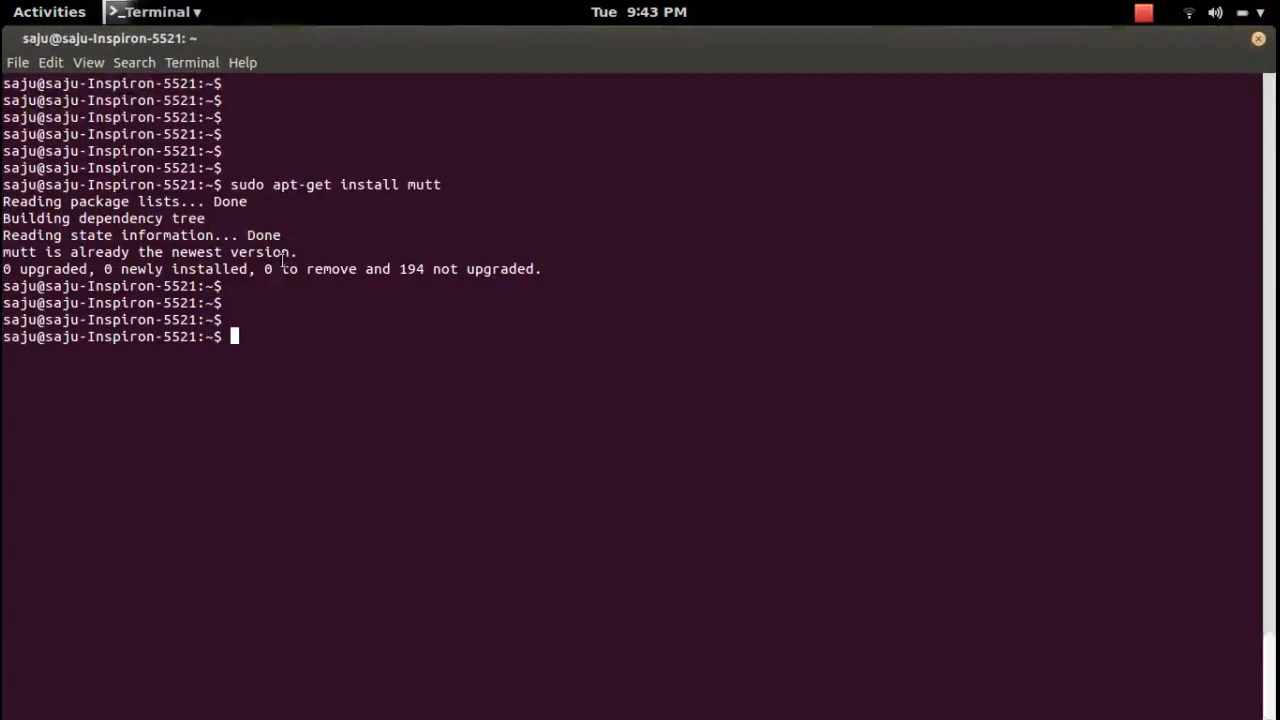 Activities >_Terminal ▾ Tue 9:43 PM
saju@saju-Inspiron-5521: ~
File Edit View Search Terminal Help
saju@saju-Inspiron-5521:~$
saju@saju-Inspiron-5521:~$
saju@saju-Inspiron-5521:~$
saju@saju-Inspiron-5521:~$
saju@saju-Inspiron-5521:~$
saju@saju-Inspiron-5521:~$
saju@saju-Inspiron-5521:~$ sudo apt-get install mutt
Reading package lists... Done
Building dependency tree
Reading state information... Done
mutt is already the newest version.
0 upgraded, 0 newly installed, 0 to remove and 194 not upgraded.
saju@saju-Inspiron-5521:~$
saju@saju-Inspiron-5521:~$
saju@saju-Inspiron-5521:~$
saju@saju-Inspiron-5521:~$